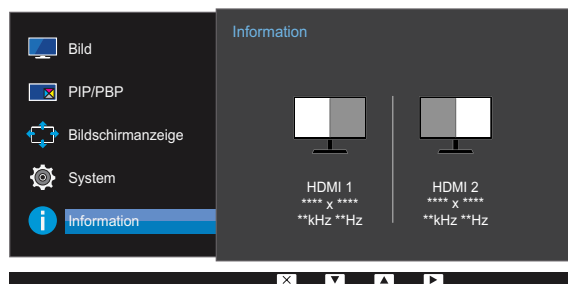 Bild
PIP/PBP
Bildschirmanzeige
System
Information
Information
HDMI 1
**** x ****
**kHz **Hz
HDMI 2
**** x ****
**kHz **Hz